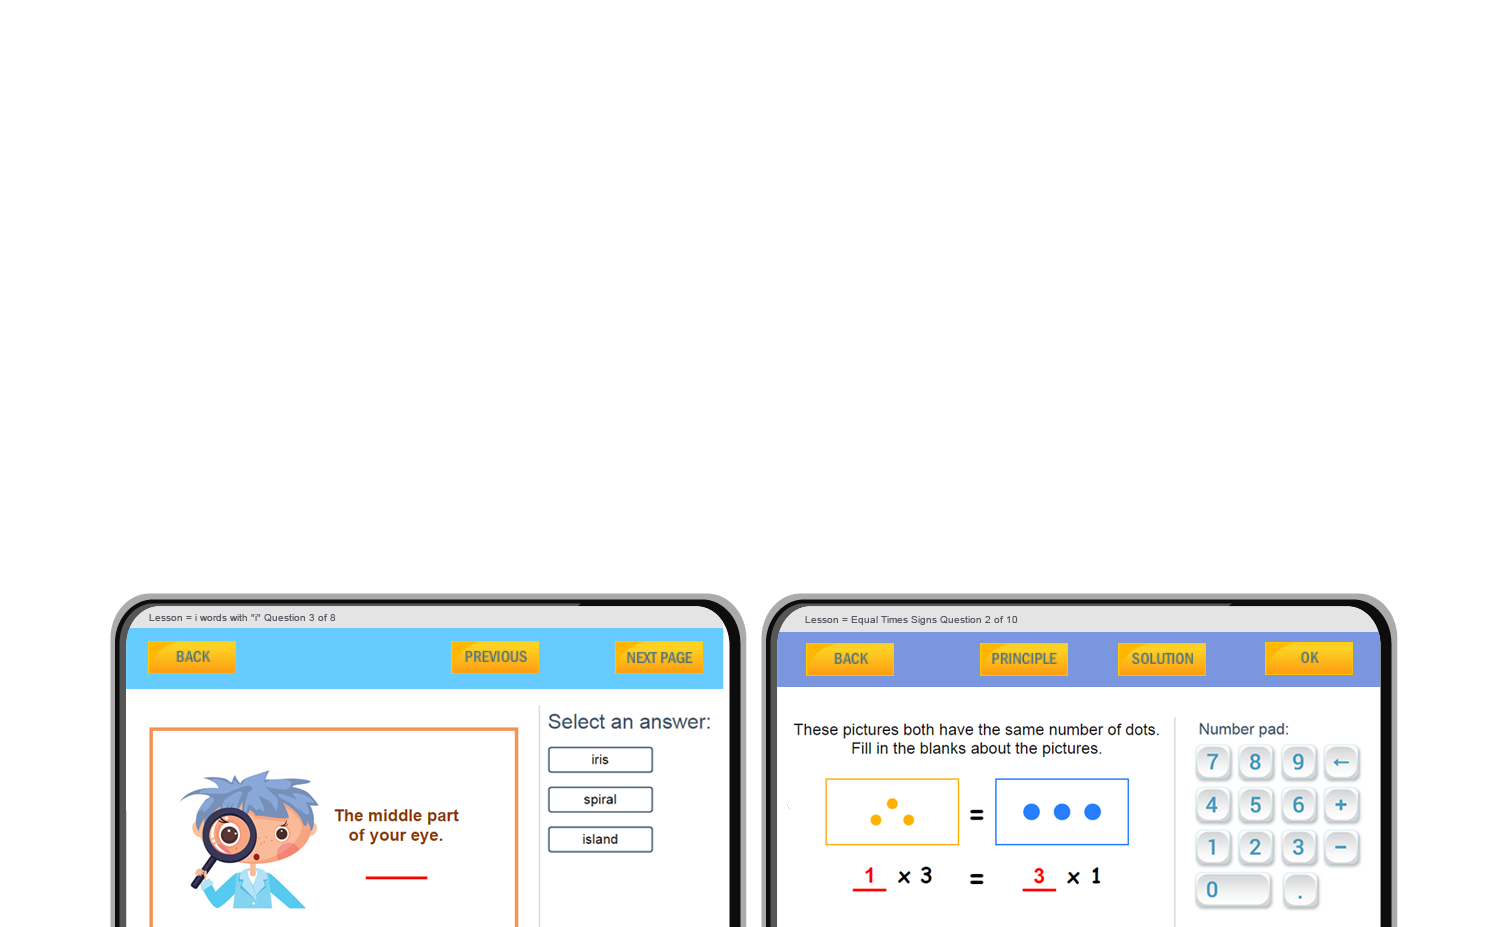 Lesson = i words with "i" Question 3 of 8
BACK
PREVIOUS
NEXT PAGE
Select an answer:
iris
spiral
island
The middle part
of your eye.
Lesson = Equal Times Signs Question 2 of 10
BACK
PRINCIPLE
SOLUTION
OK
These pictures both have the same number of dots.
Fill in the blanks about the pictures.
=
1 × 3 = 3 × 1
Number pad:
7 8 9 ←
4 5 6 +
1 2 3 −
0 .